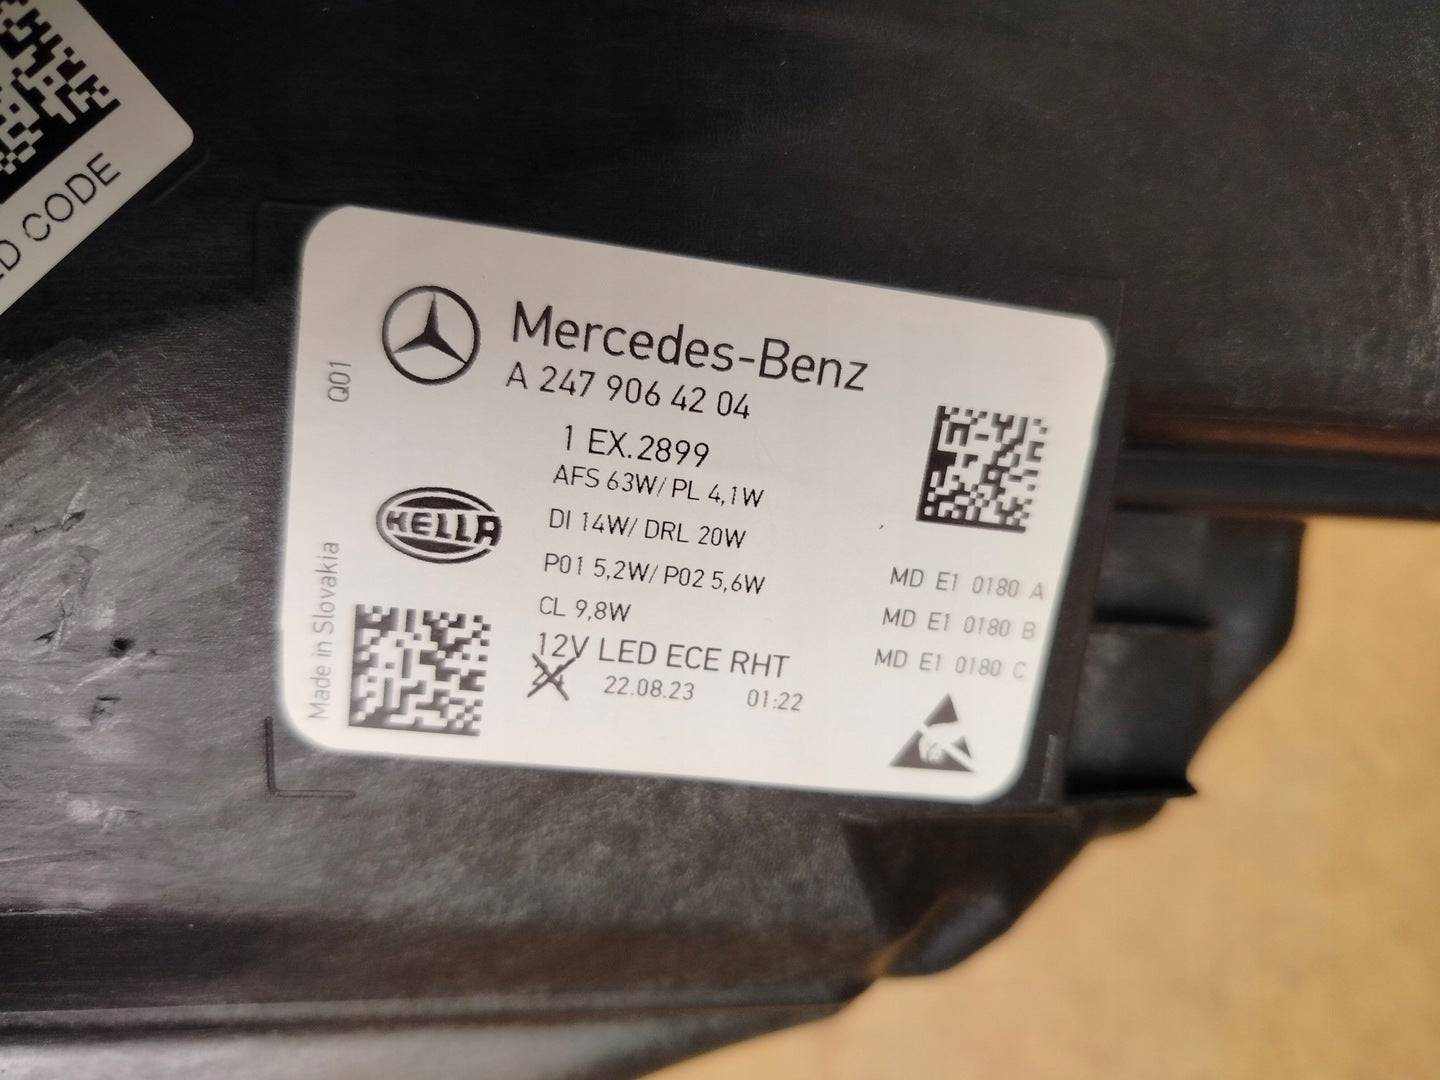 D CODE
Q01
Mercedes-Benz
A 247 906 42 04
1 EX.2899
AFS 63W/ PL 4,1W
HELLA
DI 14W/ DRL 20W
P01 5,2W/ P02 5,6W
CL 9,8W
12V LED ECE RHT
22.08.23 01:22
Made in Slovakia
MD E1 0180 A
MD E1 0180 B
MD E1 0180 C